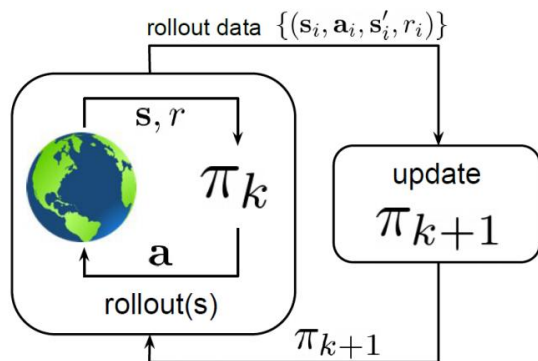 rollout data {(s_i, a_i, s'_i, r_i)}
s, r
π_k
a
rollout(s)
update
π_{k+1}
π_{k+1}